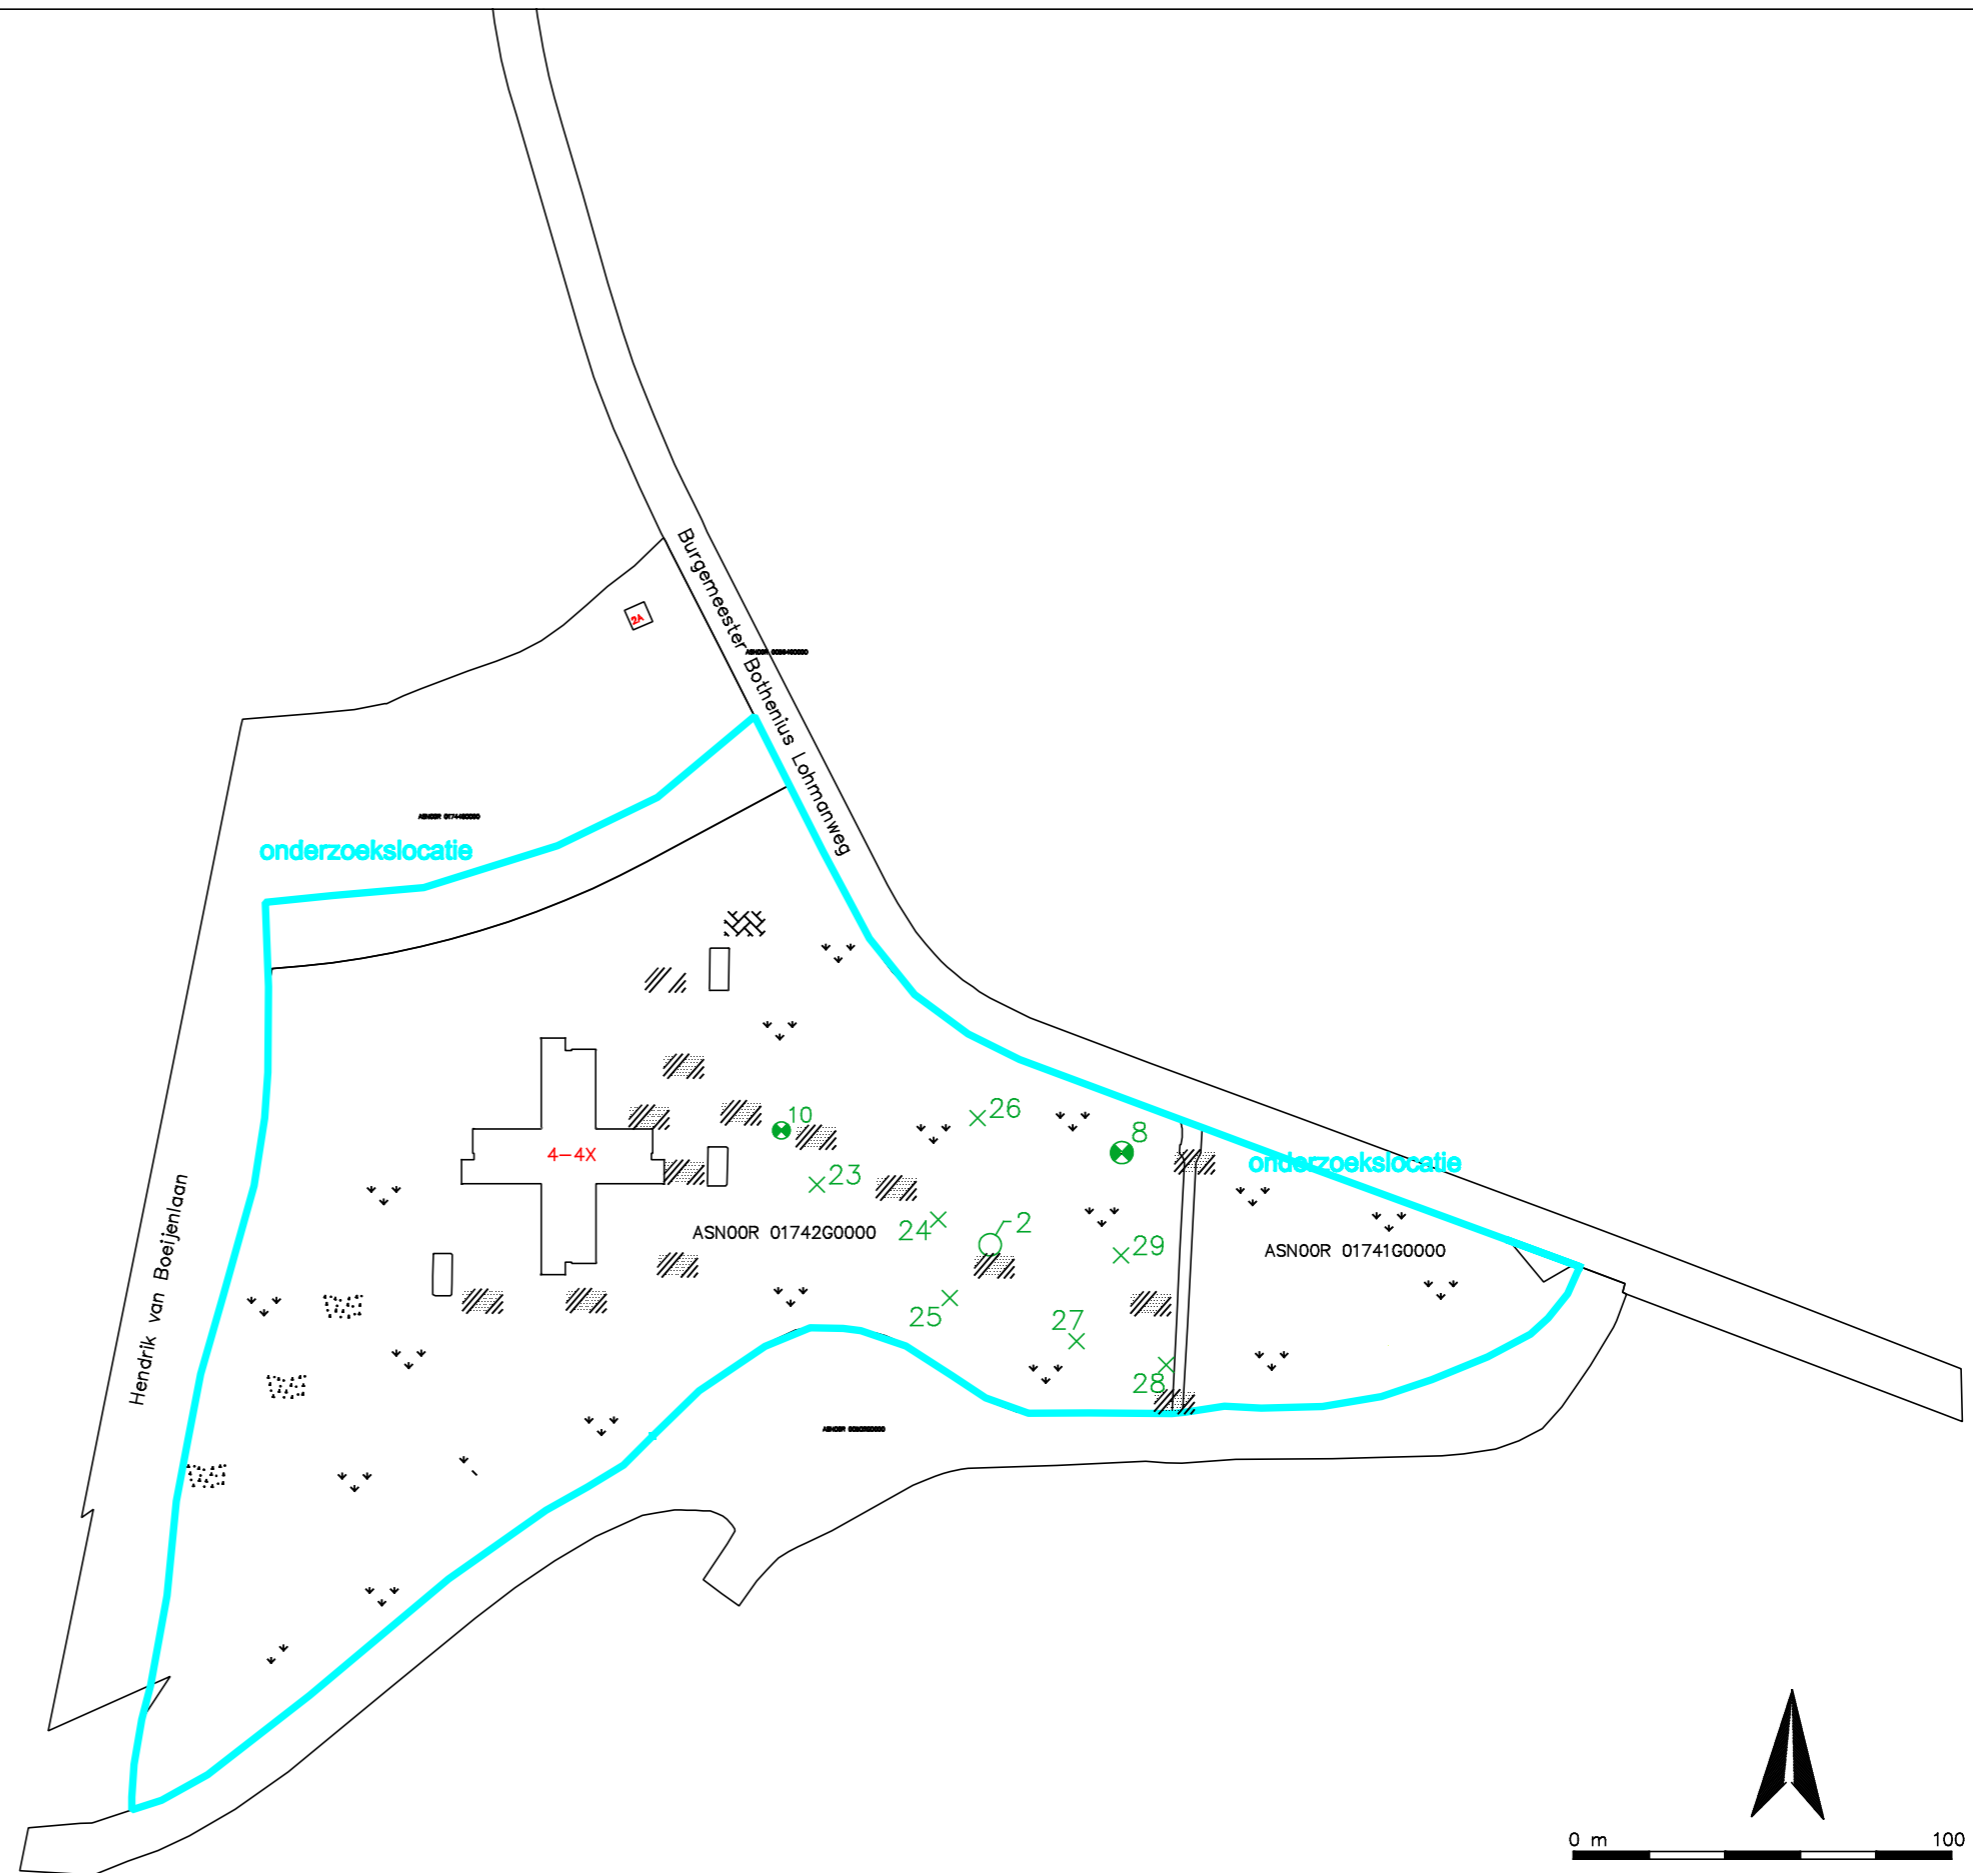 Burgemeester Bothenius Lohmanweg
2A
onderzoekslocatie
10
26
8
4-4X
onderzoekslocatie
23
24
2
29
ASN00R 01742G0000
ASN00R 01741G0000
25
27
28
Hendrik van Boeijenlaan
0 m
100